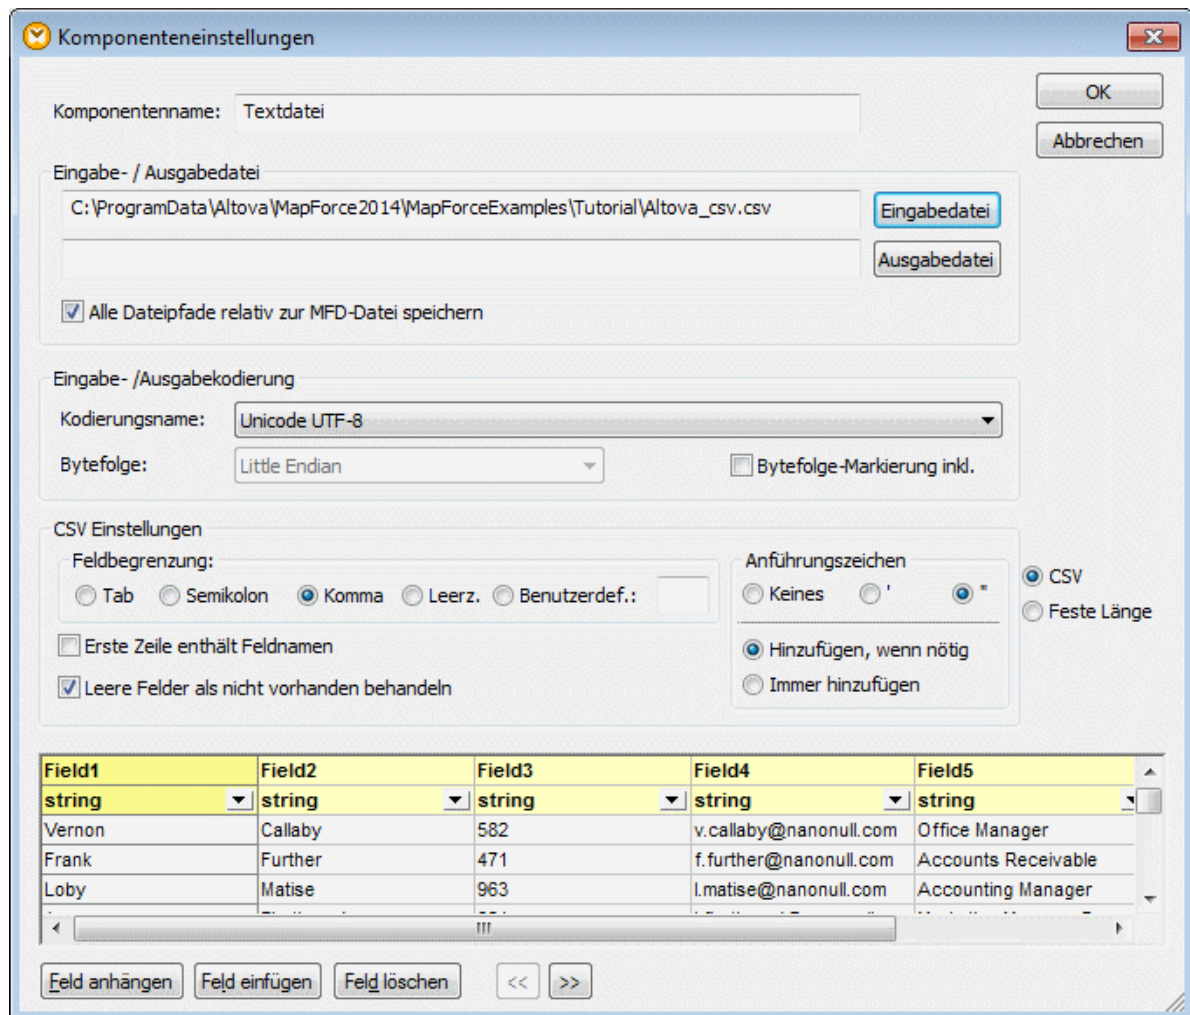 Komponenteneinstellungen
Komponentenname: Textdatei
OK
Abbrechen
Eingabe- / Ausgabedatei
C:\ProgramData\Altova\MapForce2014\MapForceExamples\Tutorial\Altova_csv.csv
Eingabedatei
Ausgabedatei
Alle Dateipfade relativ zur MFD-Datei speichern
Eingabe- /Ausgabekodierung
Kodierungsname: Unicode UTF-8
Bytefolge: Little Endian Bytefolge-Markierung inkl.
CSV Einstellungen
Feldbegrenzung:
Tab Semikolon Komma Leerz. Benutzerdef.:
Erste Zeile enthält Feldnamen
Leere Felder als nicht vorhanden behandeln
Anführungszeichen
Keines ' "
Hinzufügen, wenn nötig
Immer hinzufügen
CSV
Feste Länge
Field1 Field2 Field3 Field4 Field5
string string string string string
Vernon Callaby 582 v.callaby@nanonull.com Office Manager
Frank Further 471 f.further@nanonull.com Accounts Receivable
Loby Matise 963 l.matise@nanonull.com Accounting Manager
Feld anhängen Feld einfügen Feld löschen << >>